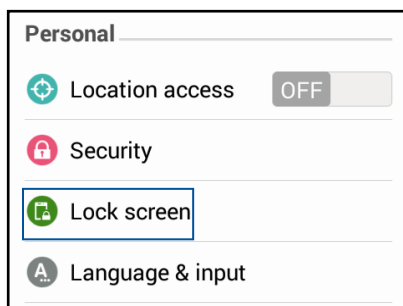 Personal
Location access OFF
Security
Lock screen
Language & input